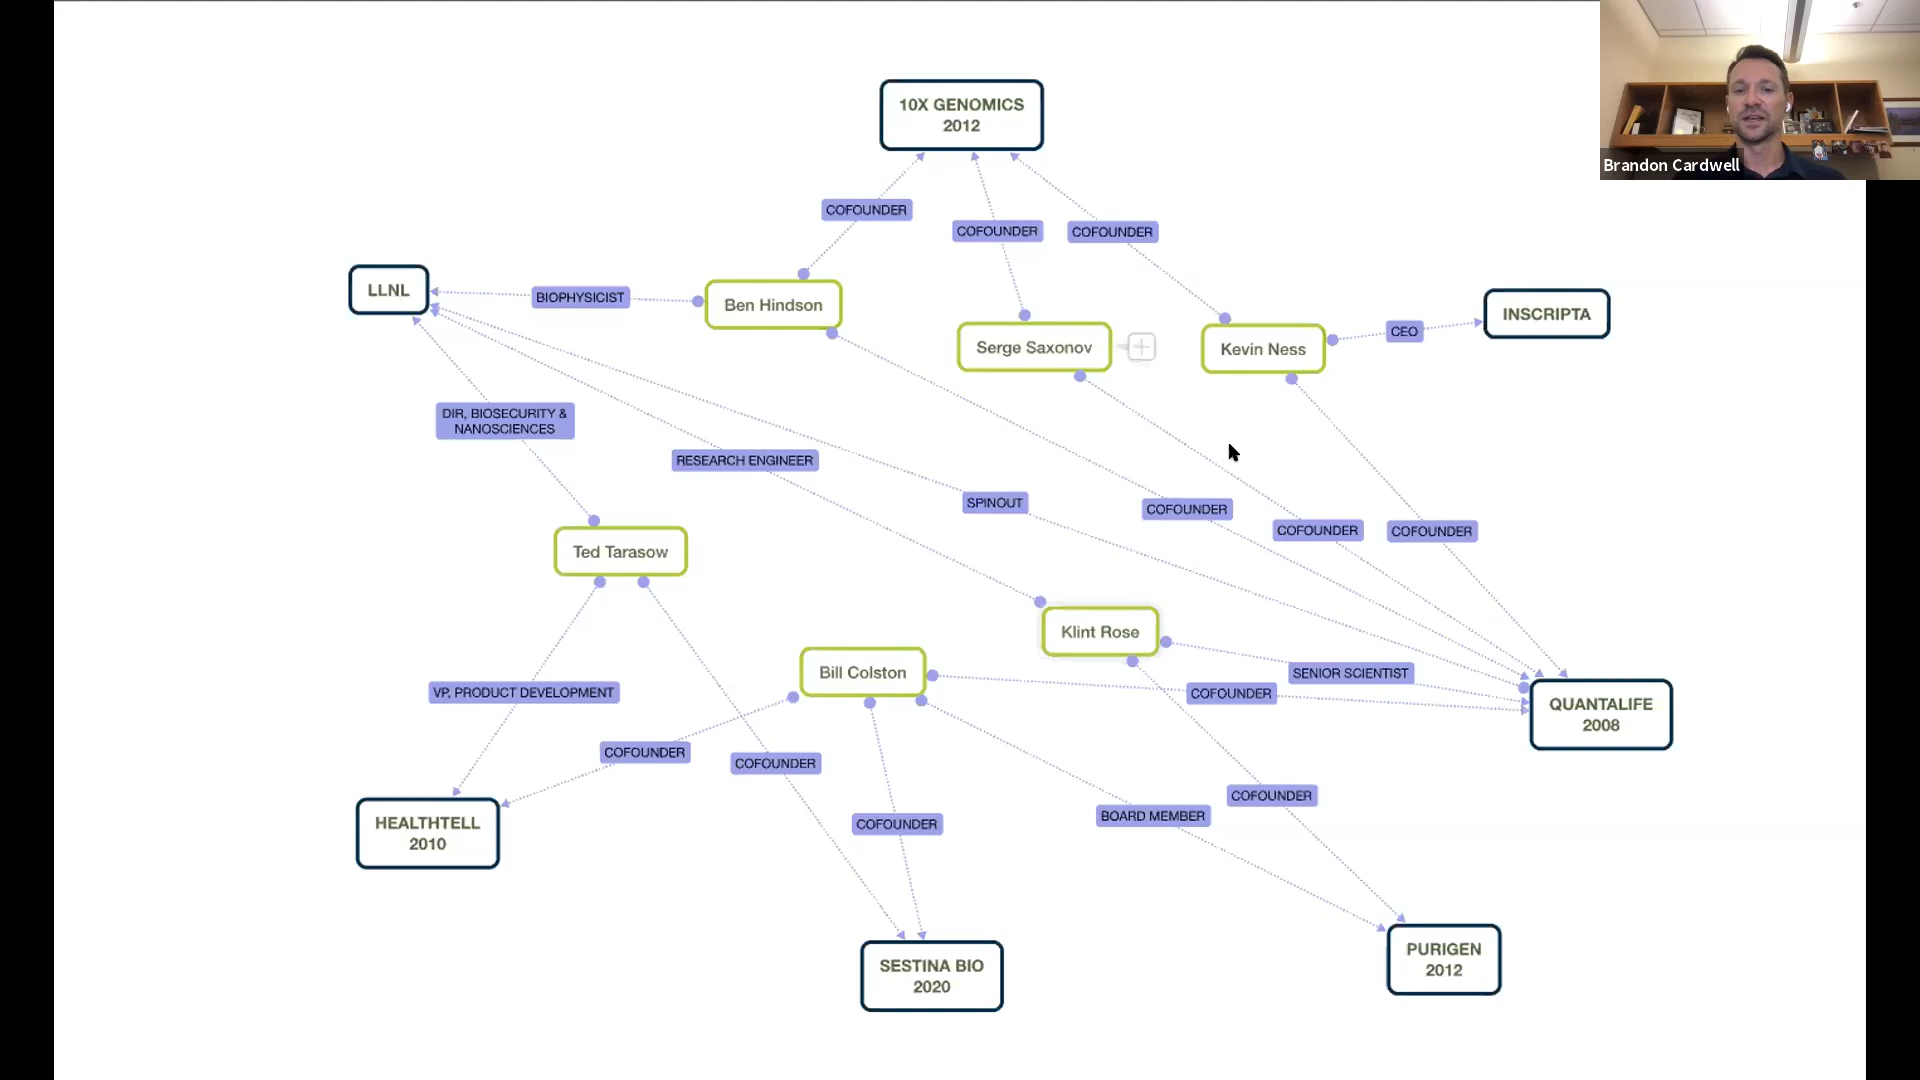 10X GENOMICS
2012
Brandon Cardwell
COFOUNDER
COFOUNDER
COFOUNDER
LLNL
BIOPHYSICIST
Ben Hindson
INSCRIPTA
CEO
Serge Saxonov
Kevin Ness
DIR, BIOSECURITY &
NANOSCIENCES
RESEARCH ENGINEER
SPINOUT
COFOUNDER
COFOUNDER
COFOUNDER
Ted Tarasow
Klint Rose
Bill Colston
SENIOR SCIENTIST
VP, PRODUCT DEVELOPMENT
COFOUNDER
QUANTALIFE
2008
COFOUNDER
COFOUNDER
COFOUNDER
BOARD MEMBER
COFOUNDER
HEALTHTELL
2010
SESTINA BIO
2020
PURIGEN
2012